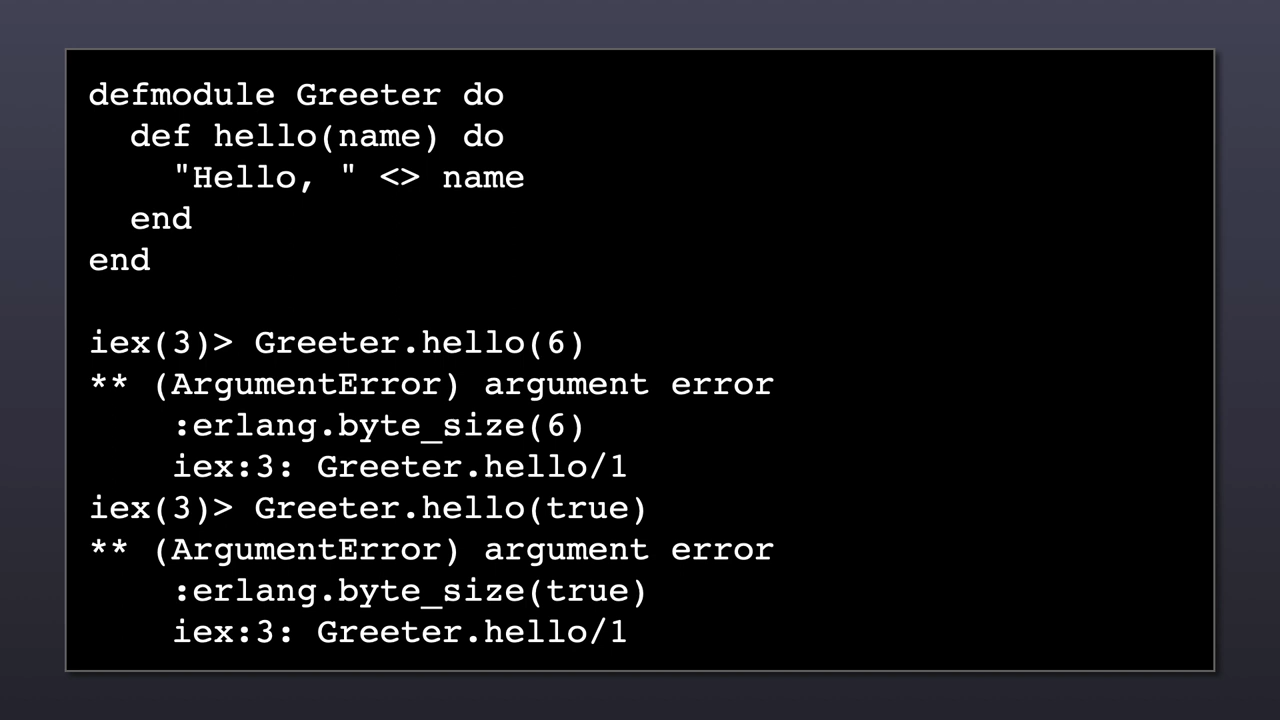 defmodule Greeter do
  def hello(name) do
    "Hello, " <> name
  end
end

iex(3)> Greeter.hello(6)
** (ArgumentError) argument error
    :erlang.byte_size(6)
    iex:3: Greeter.hello/1
iex(3)> Greeter.hello(true)
** (ArgumentError) argument error
    :erlang.byte_size(true)
    iex:3: Greeter.hello/1